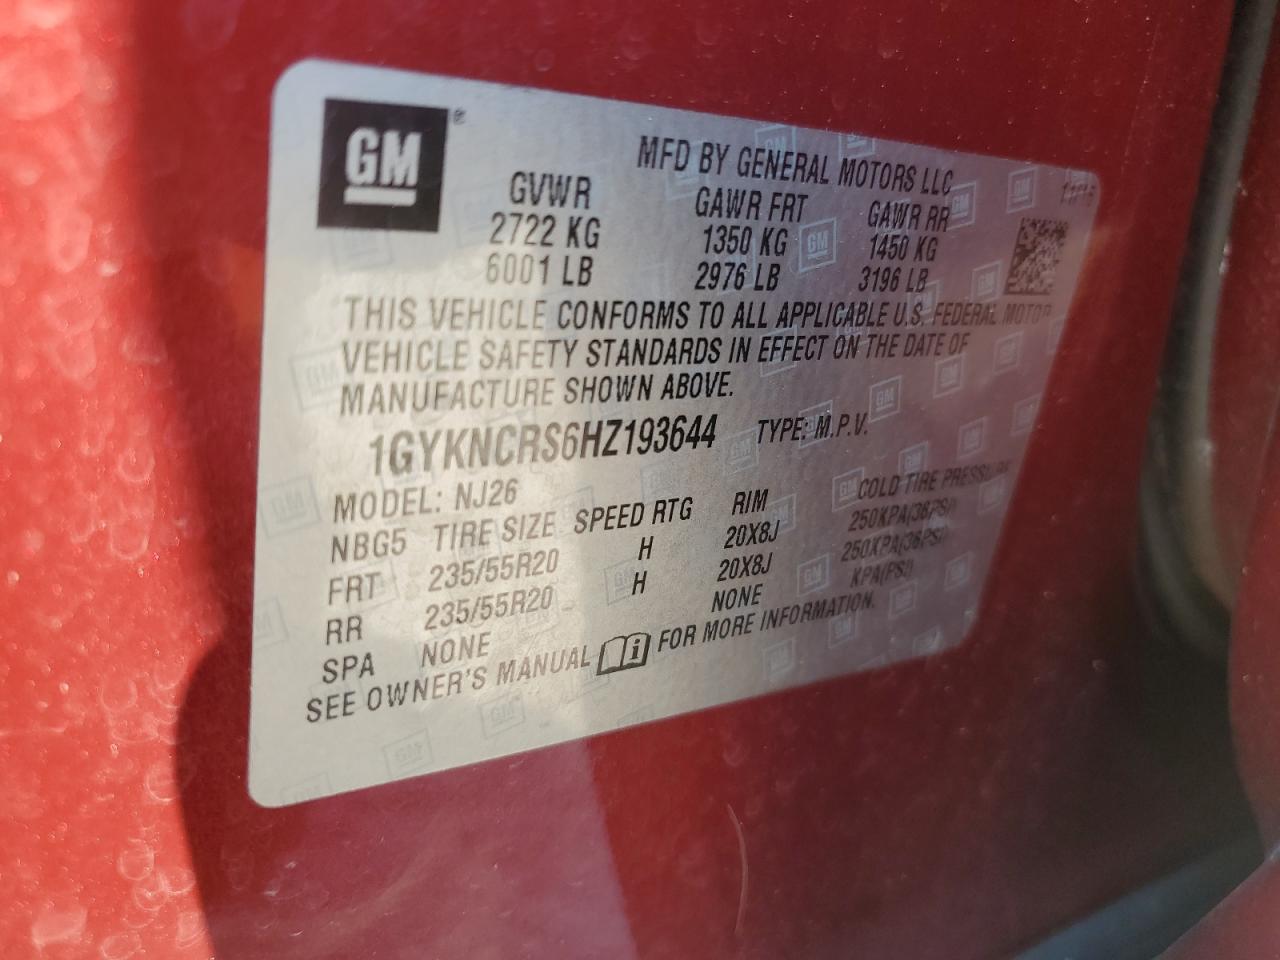 GM®
MFD BY GENERAL MOTORS LLC
GVWR GAWR FRT GAWR RR
2722 KG 1350 KG 1450 KG
6001 LB 2976 LB 3196 LB
THIS VEHICLE CONFORMS TO ALL APPLICABLE U.S. FEDERAL MOTOR
VEHICLE SAFETY STANDARDS IN EFFECT ON THE DATE OF
MANUFACTURE SHOWN ABOVE.
1GYKNCRS6HZ193644 TYPE: M.P.V.
MODEL: NJ26
NBG5 TIRE SIZE SPEED RTG RIM COLD TIRE PRESSURE
FRT 235/55R20 H 20X8J 250KPA(36PSI)
RR 235/55R20 H 20X8J 250KPA(36PSI)
SPA NONE NONE KPA(PSI)
SEE OWNER'S MANUAL FOR MORE INFORMATION.